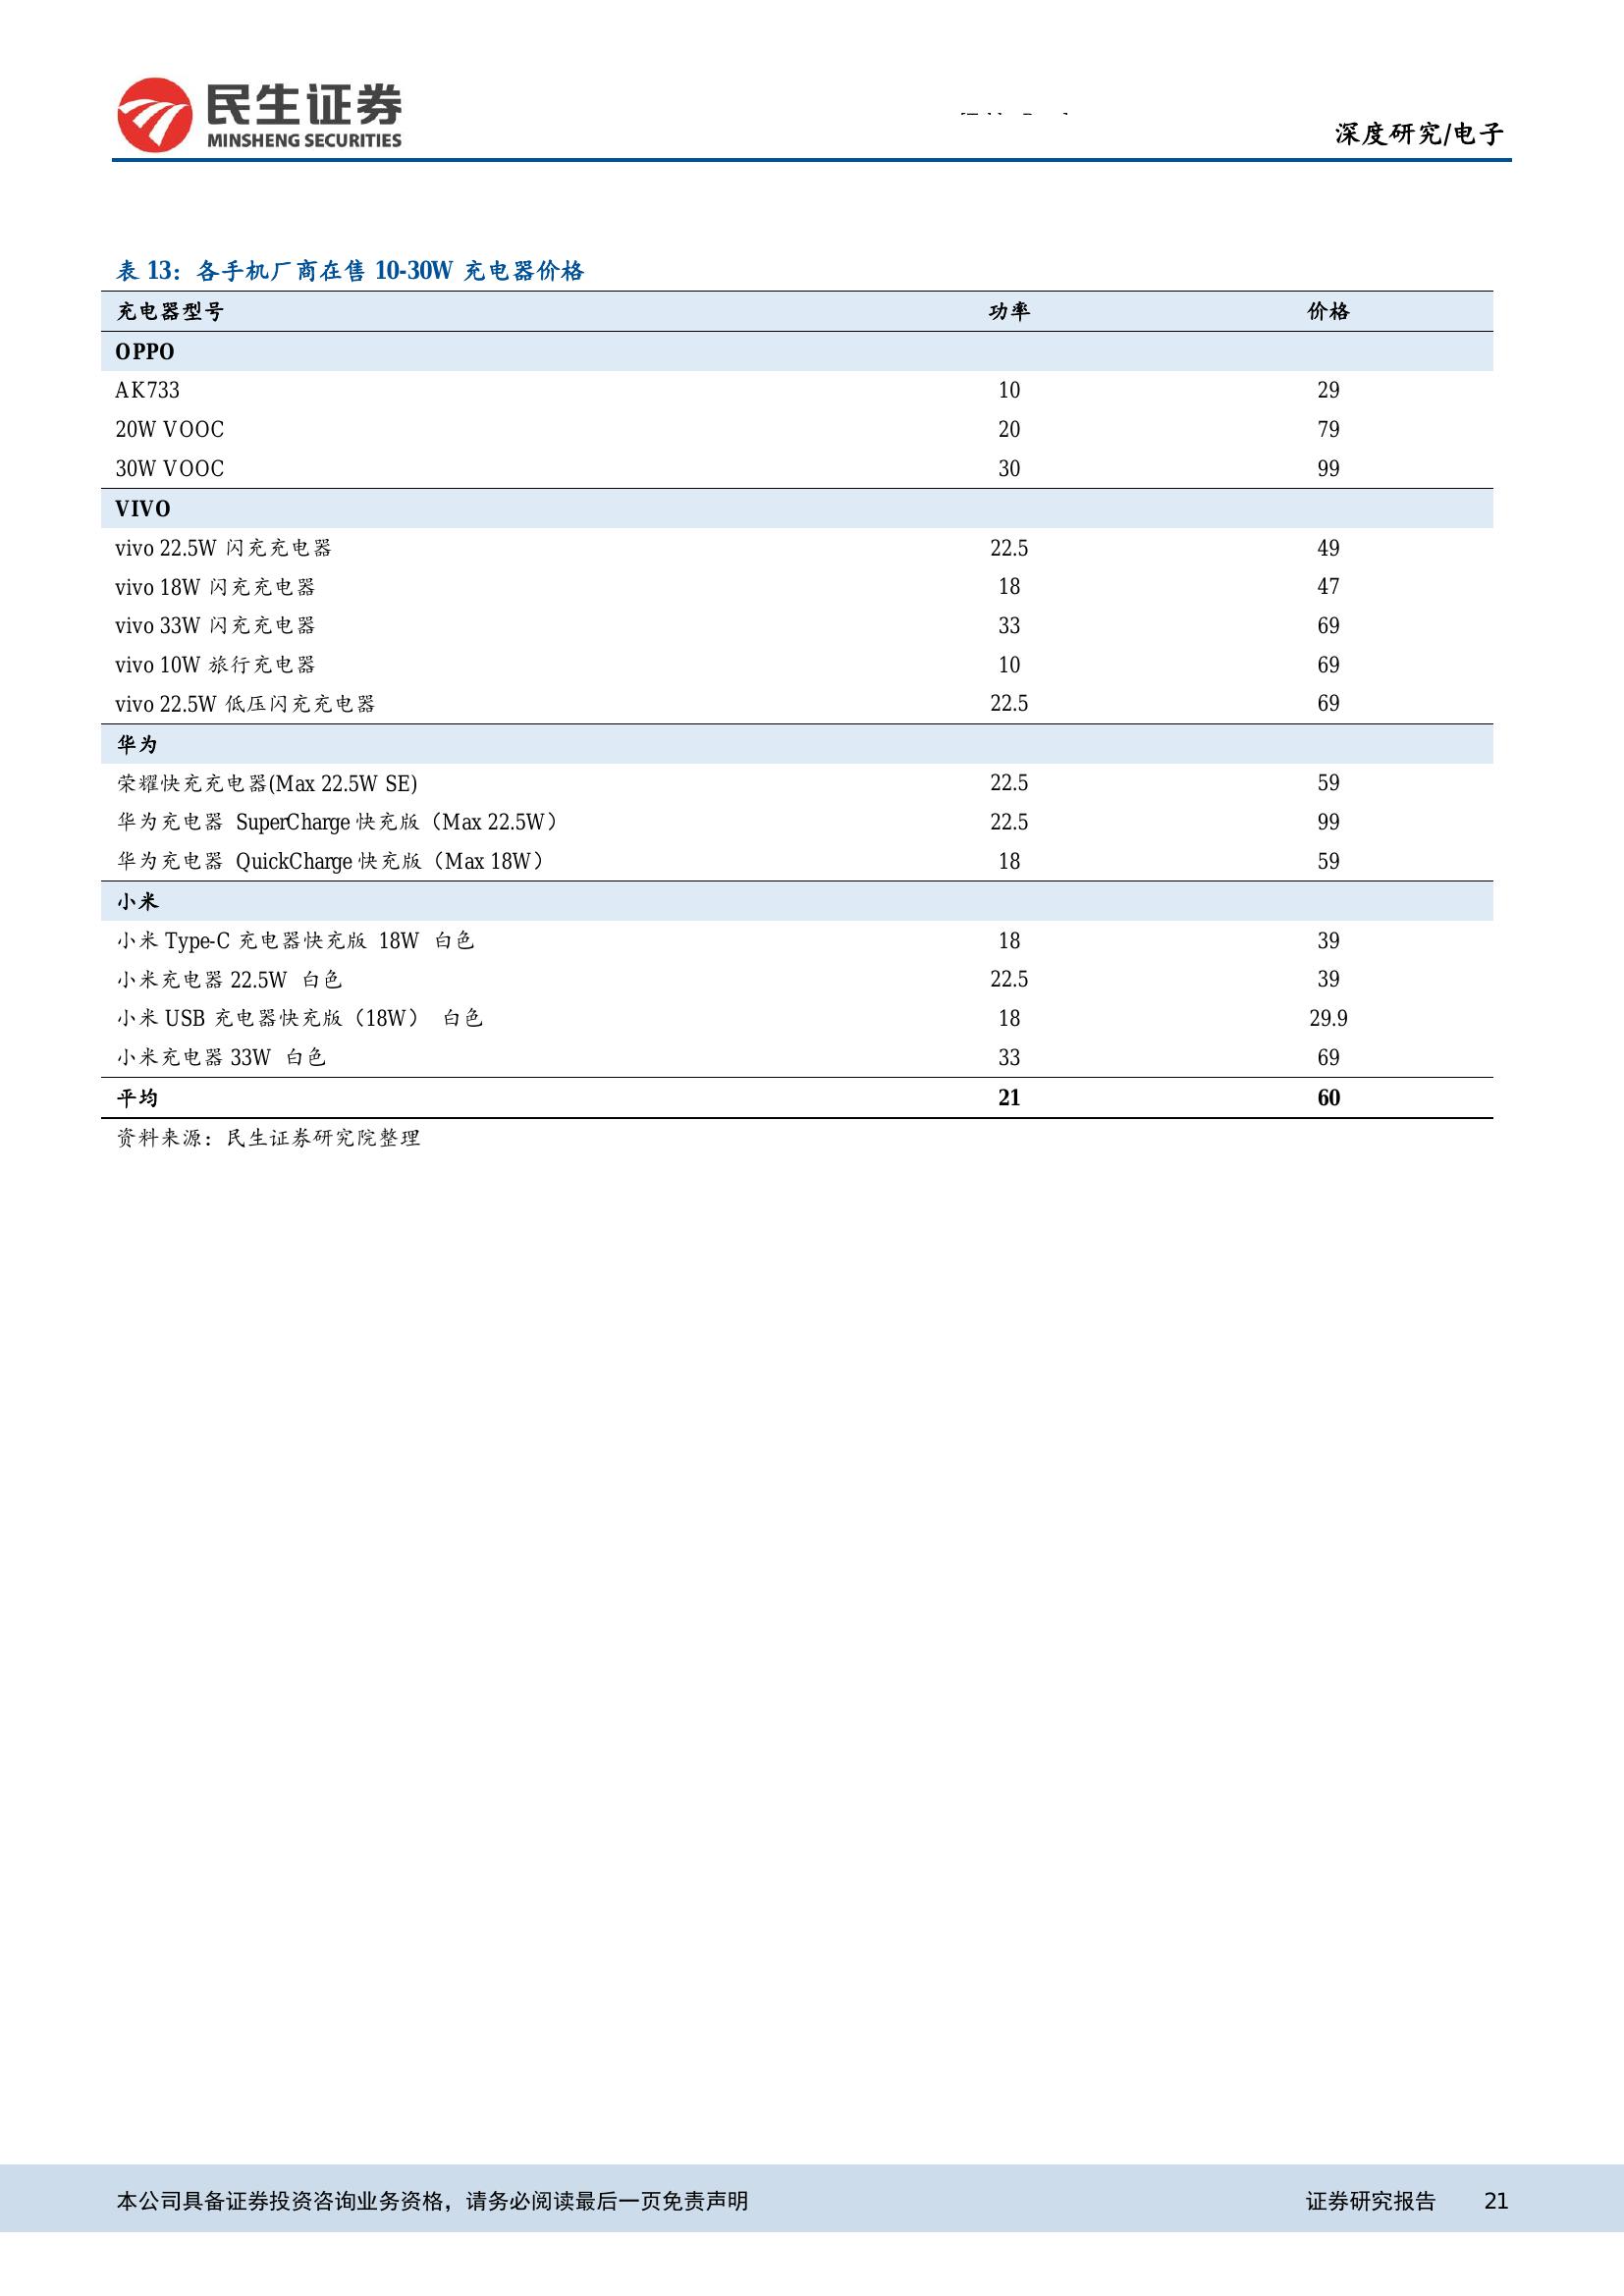 民生证券
MINSHENG SECURITIES
深度研究/电子
表 13：各手机厂商在售 10-30W 充电器价格
充电器型号 功率 价格
OPPO
AK733 10 29
20W VOOC 20 79
30W VOOC 30 99
VIVO
vivo 22.5W 闪充充电器 22.5 49
vivo 18W 闪充充电器 18 47
vivo 33W 闪充充电器 33 69
vivo 10W 旅行充电器 10 69
vivo 22.5W 低压闪充充电器 22.5 69
华为
荣耀快充充电器(Max 22.5W SE) 22.5 59
华为充电器 SuperCharge 快充版（Max 22.5W） 22.5 99
华为充电器 QuickCharge 快充版（Max 18W） 18 59
小米
小米 Type-C 充电器快充版 18W 白色 18 39
小米充电器 22.5W 白色 22.5 39
小米 USB 充电器快充版（18W） 白色 18 29.9
小米充电器 33W 白色 33 69
平均 21 60
资料来源：民生证券研究院整理
本公司具备证券投资咨询业务资格，请务必阅读最后一页免责声明 证券研究报告 21